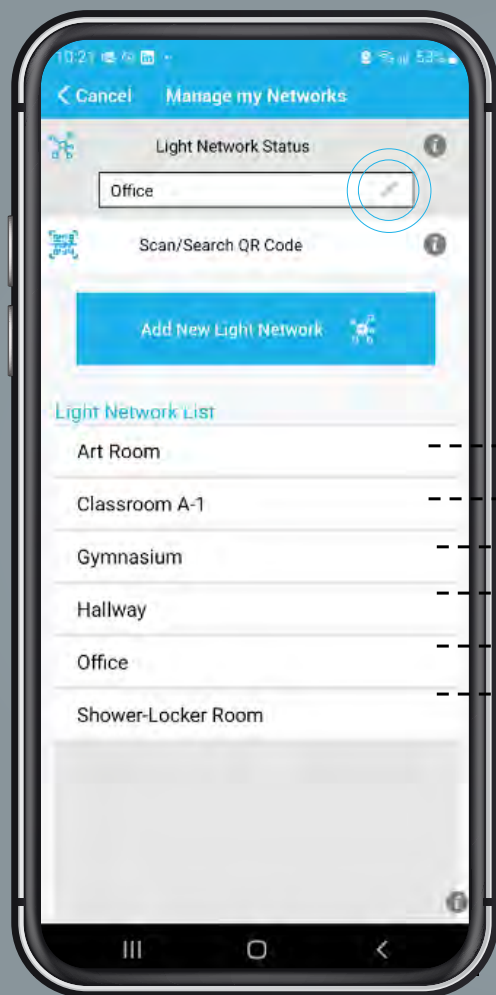 10:21 in 53%
Cancel Manage my Networks
Light Network Status
Office
Scan/Search QR Code
Add New Light Network
Light Network List
Art Room
Classroom A-1
Gymnasium
Hallway
Office
Shower-Locker Room